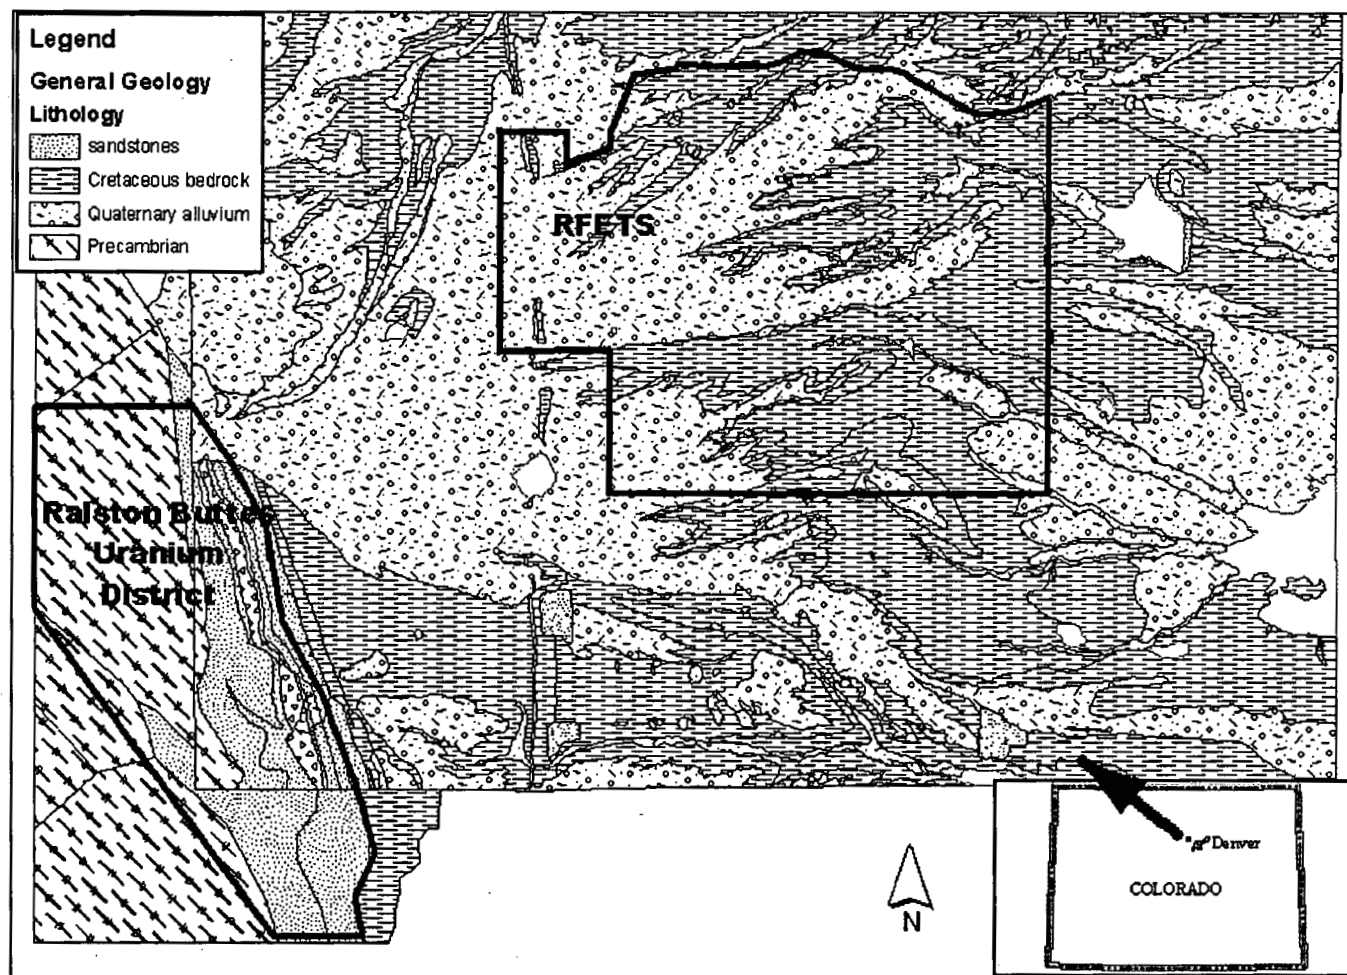 Legend
General Geology
Lithology
sandstones
Cretaceous bedrock
Quaternary alluvium
Precambrian
RFETS
Ralston Buttes
Uranium
District
N
Denver
COLORADO